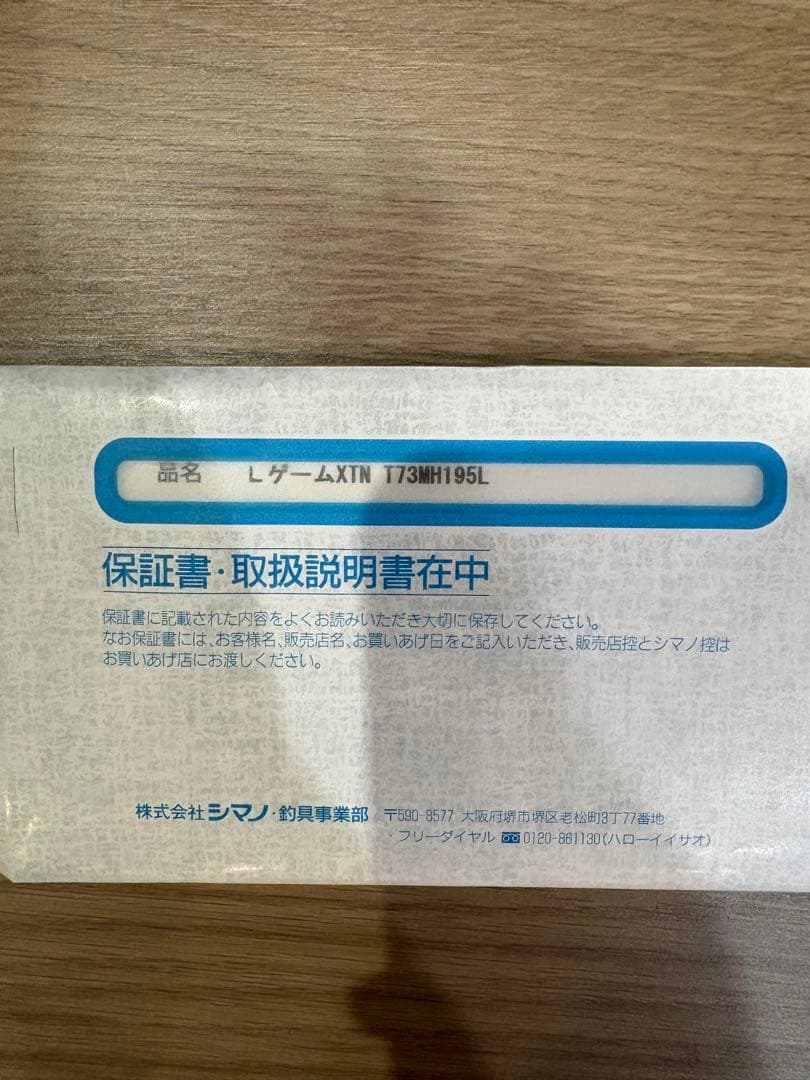 品名 LゲームXTN T73MH195L
保証書・取扱説明書在中
保証書に記載された内容をよくお読みいただき大切に保存してください。
なお保証書には、お客様名、販売店名、お買いあげ日をご記入いただき、販売店控とシマノ控は
お買いあげ店にお渡しください。
株式会社シマノ・釣具事業部 〒590-8577 大阪府堺市堺区老松町3丁77番地
・フリーダイヤル 0120-861130(ハローイイサオ)